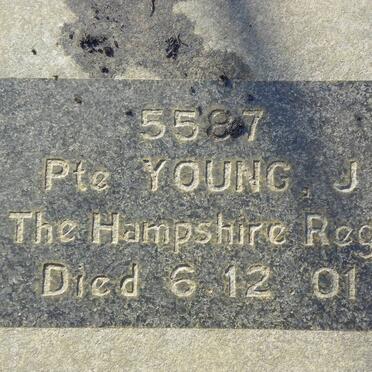 5587
Pte YOUNG, J
The Hampshire Reg
Died 6.12 01